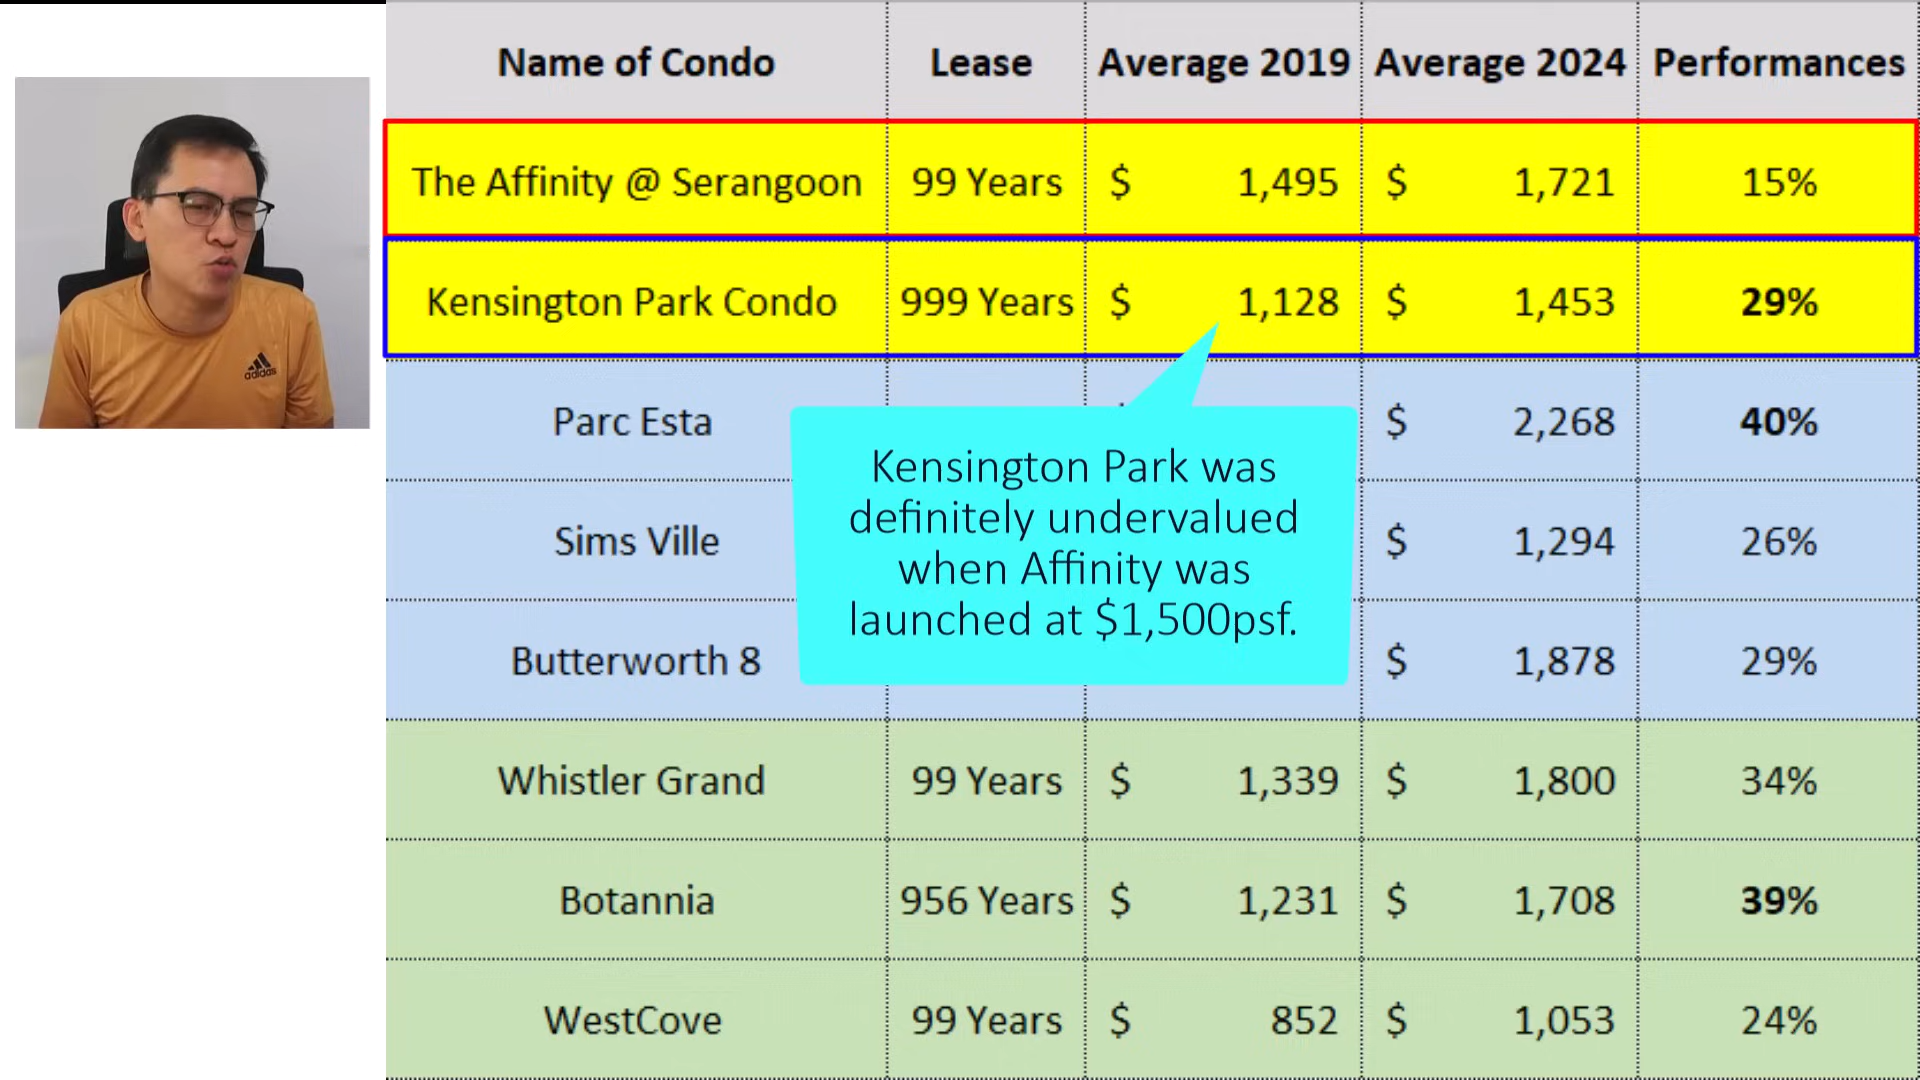 Name of Condo Lease Average 2019 Average 2024 Performances
The Affinity @ Serangoon 99 Years $ 1,495 $ 1,721 15%
Kensington Park Condo 999 Years $ 1,128 $ 1,453 29%
Parc Esta $ 2,268 40%
Sims Ville $ 1,294 26%
Butterworth 8 $ 1,878 29%
Kensington Park was
definitely undervalued
when Affinity was
launched at $1,500psf.
Whistler Grand 99 Years $ 1,339 $ 1,800 34%
Botannia 956 Years $ 1,231 $ 1,708 39%
WestCove 99 Years $ 852 $ 1,053 24%
adidas